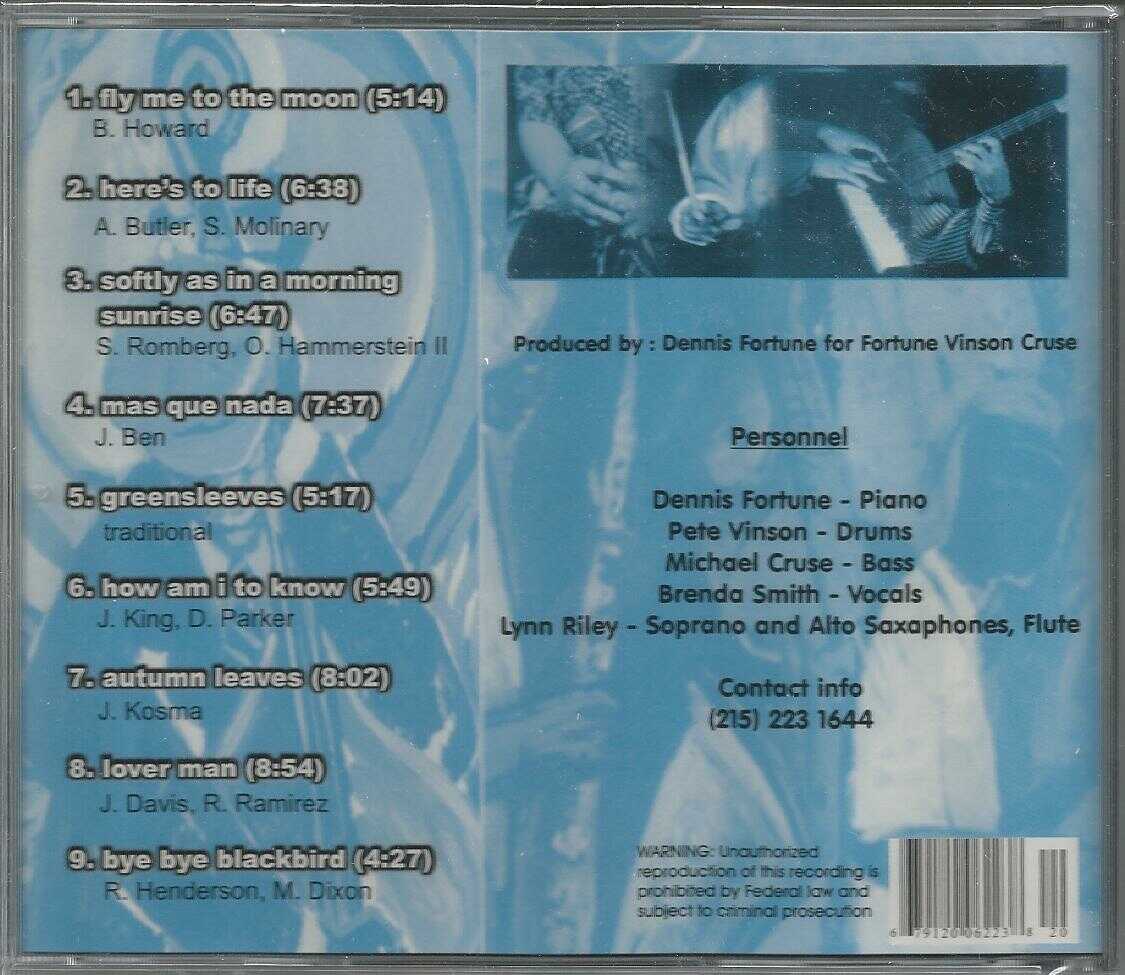 1. fly me to the moon (5:14)
B. Howard
2. here's to life (6:38)
A. Butler, S. Molinary
3. softly as in a morning
sunrise (6:47)
S. Romberg, O. Hammerstein II
4. mas que nada (7:37)
J. Ben
5. greensleeves (5:17)
traditional
6. how am i to know (5:49)
J. King, D. Parker
7. autumn leaves (8:02)
J. Kosma
8. lover man (8:54)
J. Davis, R. Ramirez
9. bye bye blackbird (4:27)
R. Henderson, M. Dixon
Produced by : Dennis Fortune for Fortune Vinson Cruse
Personnel
Dennis Fortune - Piano
Pete Vinson - Drums
Michael Cruse - Bass
Brenda Smith - Vocals
Lynn Riley - Soprano and Alto Saxaphones, Flute
Contact info
(215) 223 1644
WARNING: Unauthorized
reproduction of this recording is
prohibited by Federal law and
subject to criminal prosecution
6 79120 06223 8 20